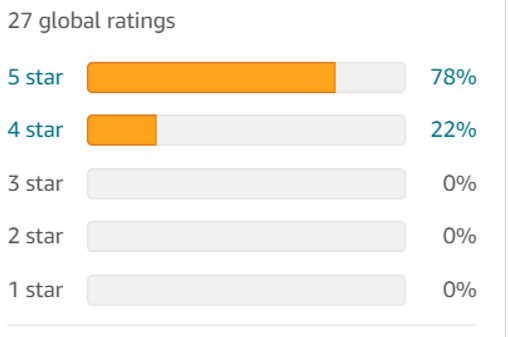 27 global ratings
5 star 78%
4 star 22%
3 star 0%
2 star 0%
1 star 0%